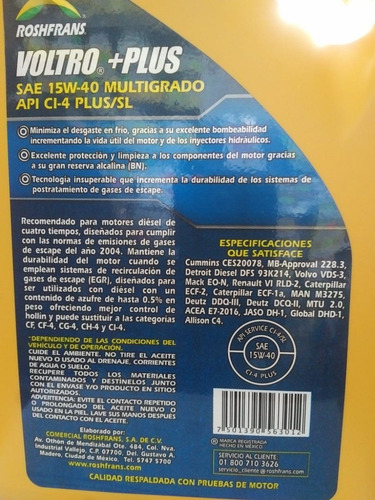 ROSHFRANS
VOLTRO® +PLUS
SAE 15W-40 MULTIGRADO
API CI-4 PLUS/SL
Minimiza el desgaste en frio, gracias a su excelente bombeabilidad
incrementando la vida util del motor y de los injectores hidráulicos.
Excelente protección y limpieza a los componentes del motor gracias
a su gran reserva alcalina (BN);
Tecnologia insuperable que incrementa la durabilidad de los sistemas de
postratamiento de gases de escape.
Recomendado para motores diésel de
cuatro tiempos, diseñados para cumplir
con las normas de emisiones de gases
de escape del año 2004. Mantiene la
durabilidad del motor cuando se
emplean sistemas de recirculación de
gases de escape (EGR), diseñados para
ser utilizados con diésel con un
contenido de azufre de hasta 0.5% en
peso ofreciendo mejor control de
hollín y puede sustituir a las categorías
CF, CF-4, CG-4, CH-4 y CI-4.
*DEPENDIENDO DE LAS CONDICIONES DEL
VEHÍCULO Y DE OPERACIÓN.
CUIDE EL AMBIENTE. NO TIRE EL ACEITE
NUEVO O USADO AL DRENAJE, CORRIENTES
DE AGUA O SUELO.
RECUPERE TODOS LOS MATERIALES
CONTAMINADOS Y DESTÍNELOS JUNTO
CON EL ENVASE Y/O PRODUCTO EN SITIOS
AUTORIZADOS.
ADVERTENCIA: EVITE EL CONTACTO REPETIDO
O PROLONGADO DEL ACEITE NUEVO O
USADO EN LA PIEL. LAVE SUS MANOS DESPUES
DEL CONTACTO CON EL ACEITE.
Elaborado por:
COMERCIAL ROSHFRANS, S.A. DE C.V.
Av. Othón de Mendizábal Ote. 484, Col. Nva.
Industrial Vallejo, C.P. 07700, Del. Gustavo A.
Madero, Ciudad de México. Tel. 5747 5700
www.roshfrans.com
ESPECIFICACIONES
QUE SATISFACE
Cummins CES20078, MB-Approval 228.3,
Detroit Diesel DFS 93K214, Volvo VDS-3,
Mack EO-N, Renault VI RLD-2, Caterpillar
ECF-2, Caterpillar ECF-1a, MAN M3275,
Deutz DDQ-III, Deutz DCQ-II, MTU 2.0,
ACEA E7-2016, JASO DH-1, Global DHD-1,
Allison C4.
API SERVICE CI-4/SL
SAE
15W-40
CI-4 PLUS
7 501395 363012
® MARCA REGISTRADA
HECHO EN MÉXICO
SERVICIO AL CLIENTE
01 800 710 3626
servicio_cliente@roshfrans.com
CALIDAD RESPALDADA CON PRUEBAS DE MOTOR